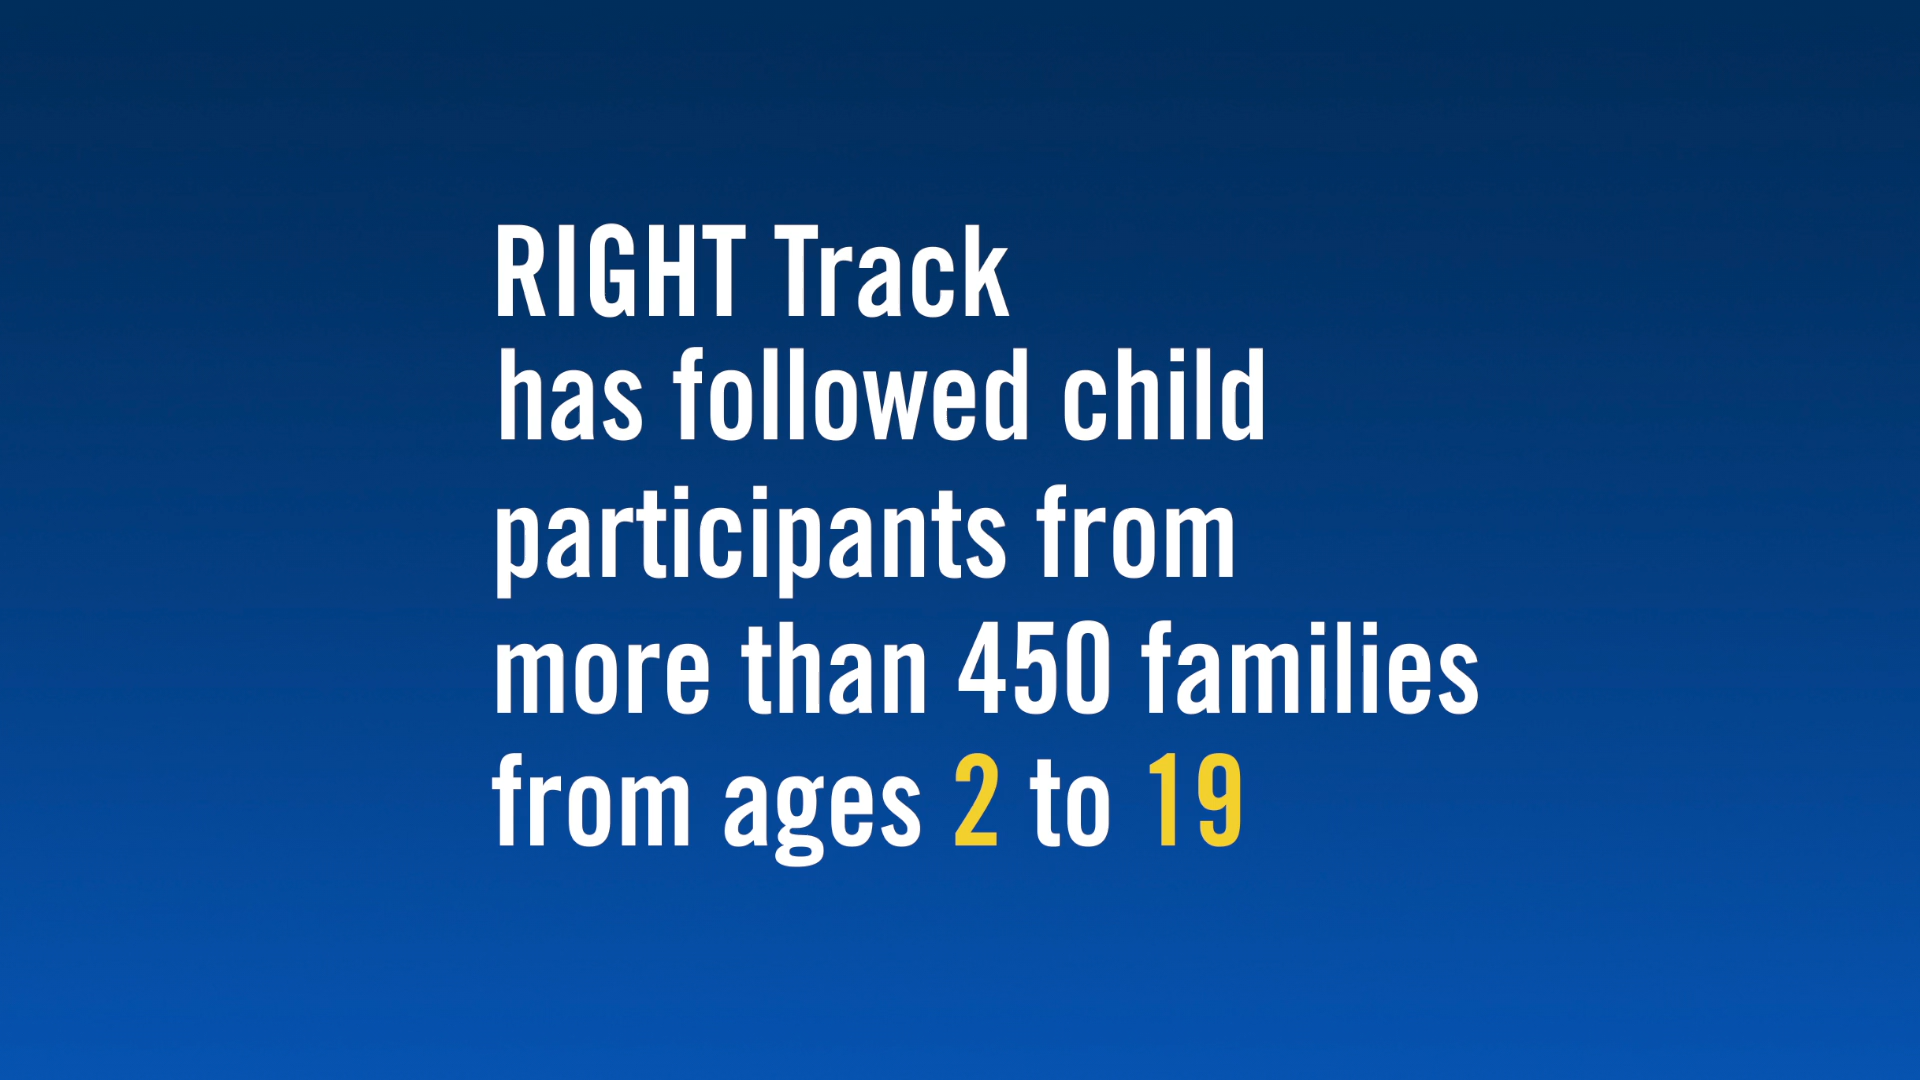 RIGHT Track
has followed child
participants from
more than 450 families
from ages 2 to 19